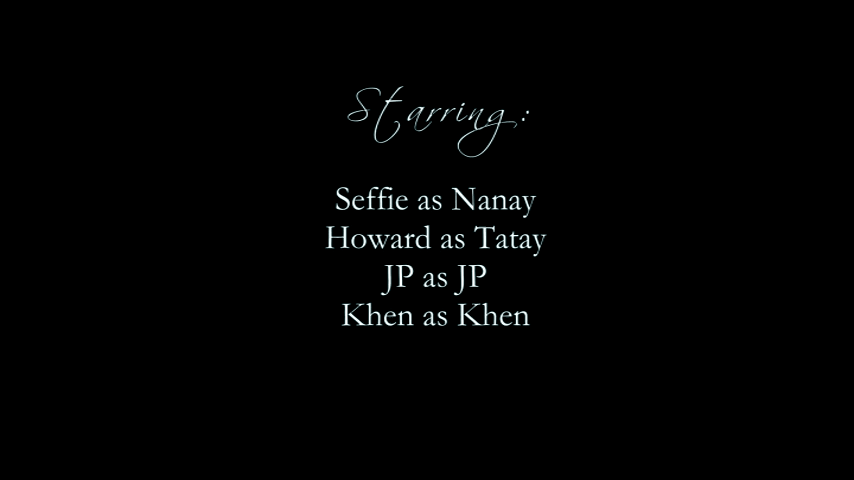 Starring:
Seffie as Nanay
Howard as Tatay
JP as JP
Khen as Khen